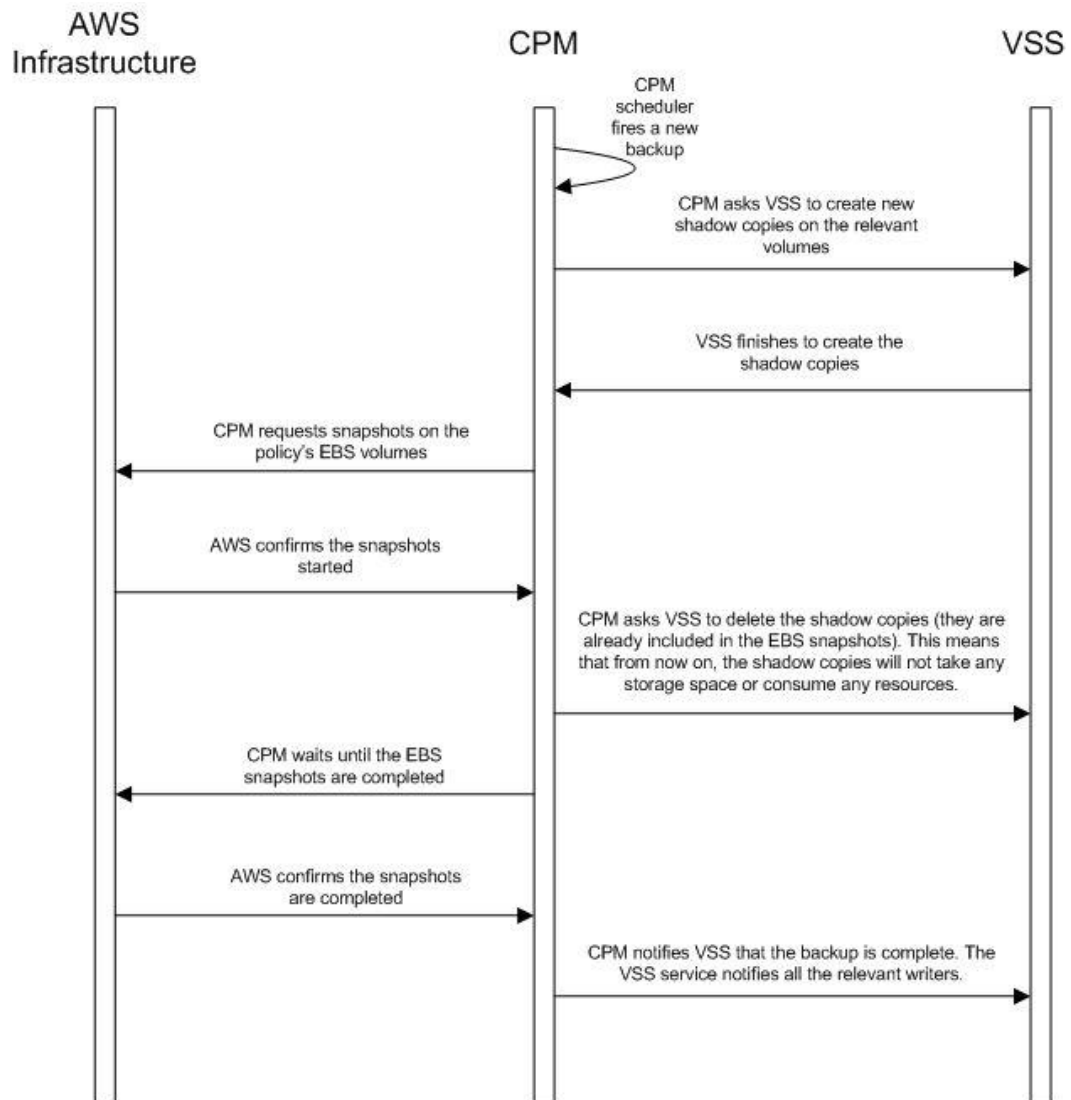 AWS
Infrastructure
CPM
VSS
CPM
scheduler
fires a new
backup
CPM asks VSS to create new
shadow copies on the relevant
volumes
VSS finishes to create the
shadow copies
CPM requests snapshots on the
policy's EBS volumes
AWS confirms the snapshots
started
CPM asks VSS to delete the shadow copies (they are
already included in the EBS snapshots). This means
that from now on, the shadow copies will not take any
storage space or consume any resources.
CPM waits until the EBS
snapshots are completed
AWS confirms the snapshots
are completed
CPM notifies VSS that the backup is complete. The
VSS service notifies all the relevant writers.